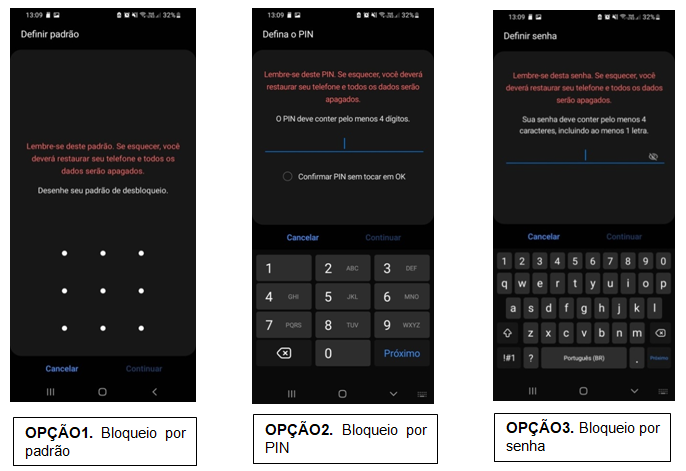 13:09 32%
Definir padrão
Lembre-se deste padrão. Se esquecer, você
deverá restaurar seu telefone e todos os
dados serão apagados.
Desenhe seu padrão de desbloqueio.
Cancelar Continuar
OPÇÃO1. Bloqueio por
padrão
13:09 32%
Defina o PIN
Lembre-se deste PIN. Se esquecer, você deverá
restaurar seu telefone e todos os dados serão
apagados.
O PIN deve conter pelo menos 4 dígitos.
Confirmar PIN sem tocar em OK
Cancelar Continuar
1 2 ABC 3 DEF
4 GHI 5 JKL 6 MNO
7 PQRS 8 TUV 9 WXYZ
0 Próximo
OPÇÃO2. Bloqueio por
PIN
13:09 32%
Definir senha
Lembre-se desta senha. Se esquecer, você deverá
restaurar seu telefone e todos os dados serão
apagados.
Sua senha deve conter pelo menos 4
caracteres, incluindo ao menos 1 letra.
Cancelar Continuar
1 2 3 4 5 6 7 8 9 0
q w e r t y u i o p
a s d f g h j k l
z x c v b n m
!#1 ? Português (BR) . Próximo
OPÇÃO3. Bloqueio por
senha